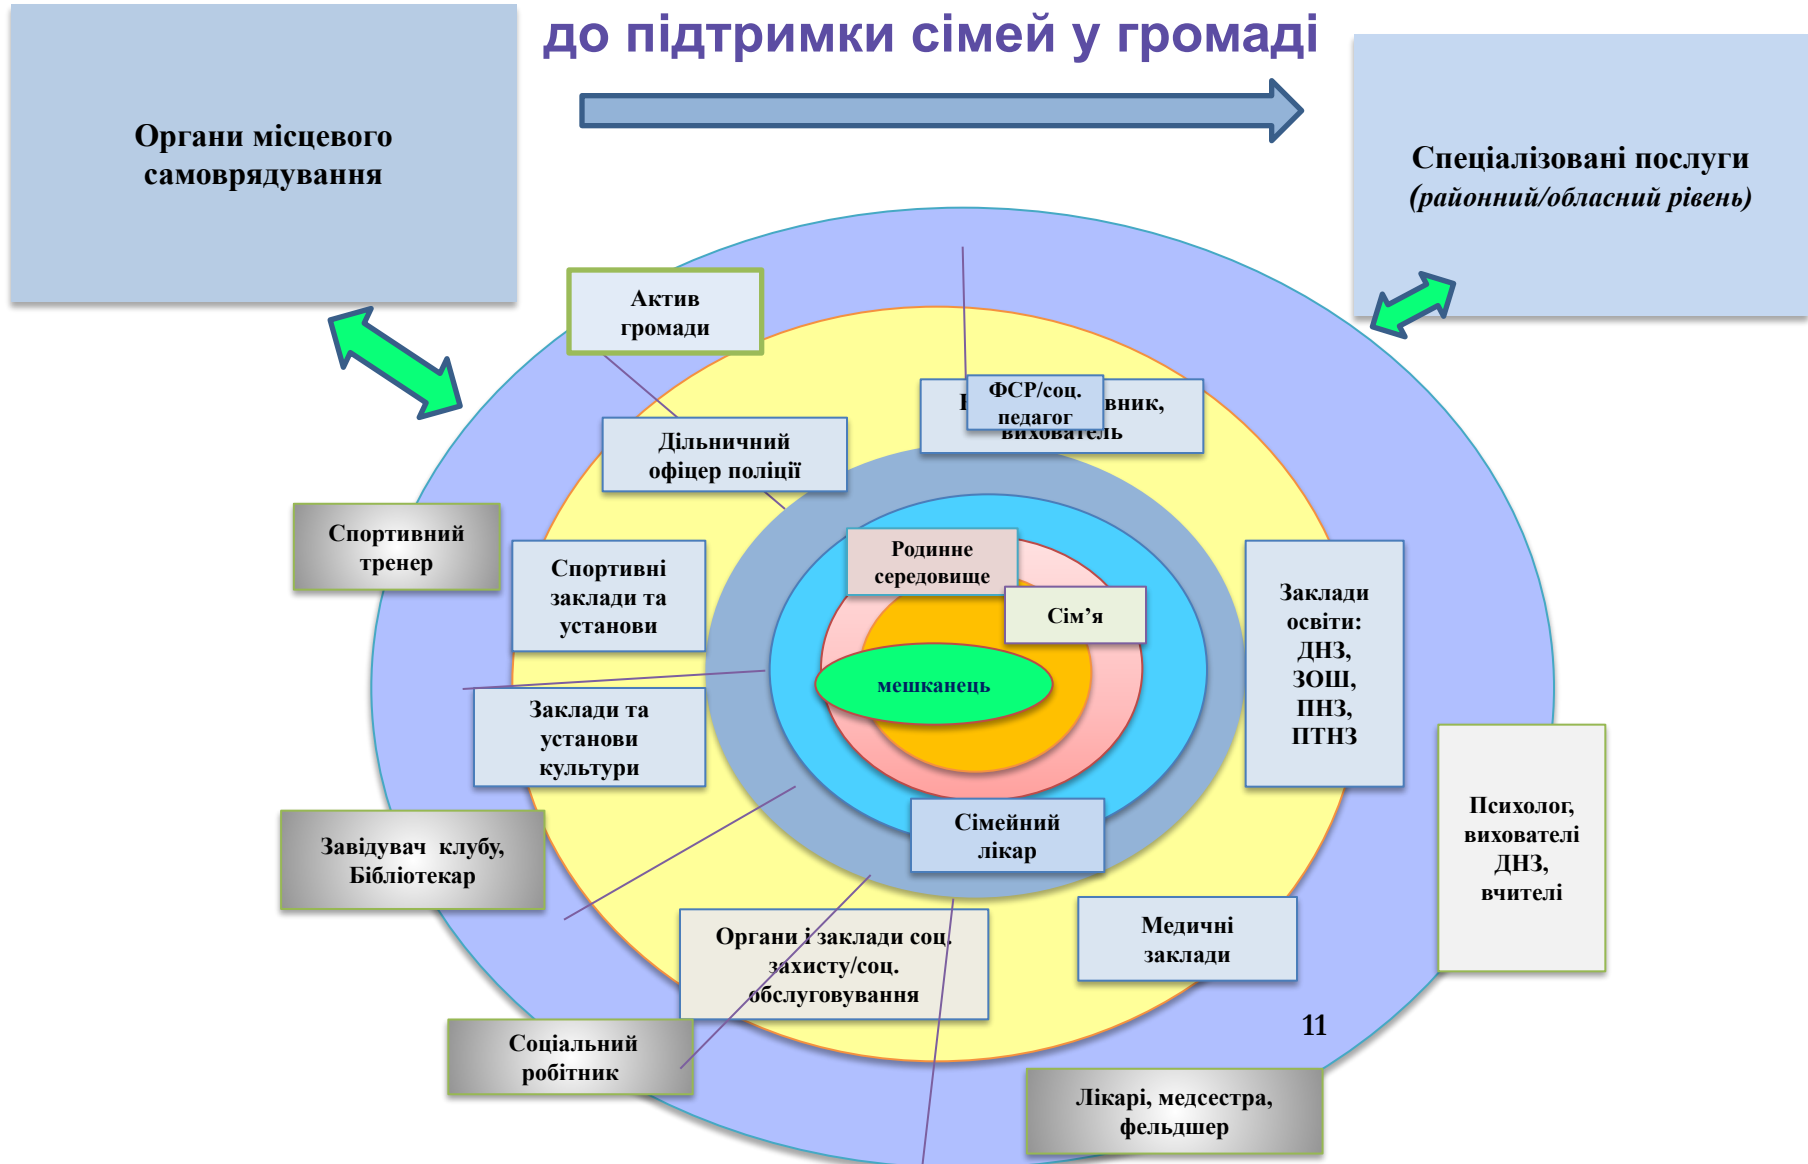 до підтримки сімей у громаді
Органи місцевого
самоврядування
Спеціалізовані послуги
(районний/обласний рівень)
Актив
громади
ФСР/соц.
педагог
вник,
вихователь
Дільничний
офіцер поліції
Спортивний
тренер
Спортивні
заклади та
установи
Родинне
середовище
Сім’я
мешканець
Заклади
освіти:
ДНЗ,
ЗОШ,
ПНЗ,
ПТНЗ
Заклади та
установи
культури
Завідувач клубу,
Бібліотекар
Сімейний
лікар
Психолог,
вихователі
ДНЗ,
вчителі
Органи і заклади соц.
захисту/соц.
обслуговування
Медичні
заклади
11
Соціальний
робітник
Лікарі, медсестра,
фельдшер